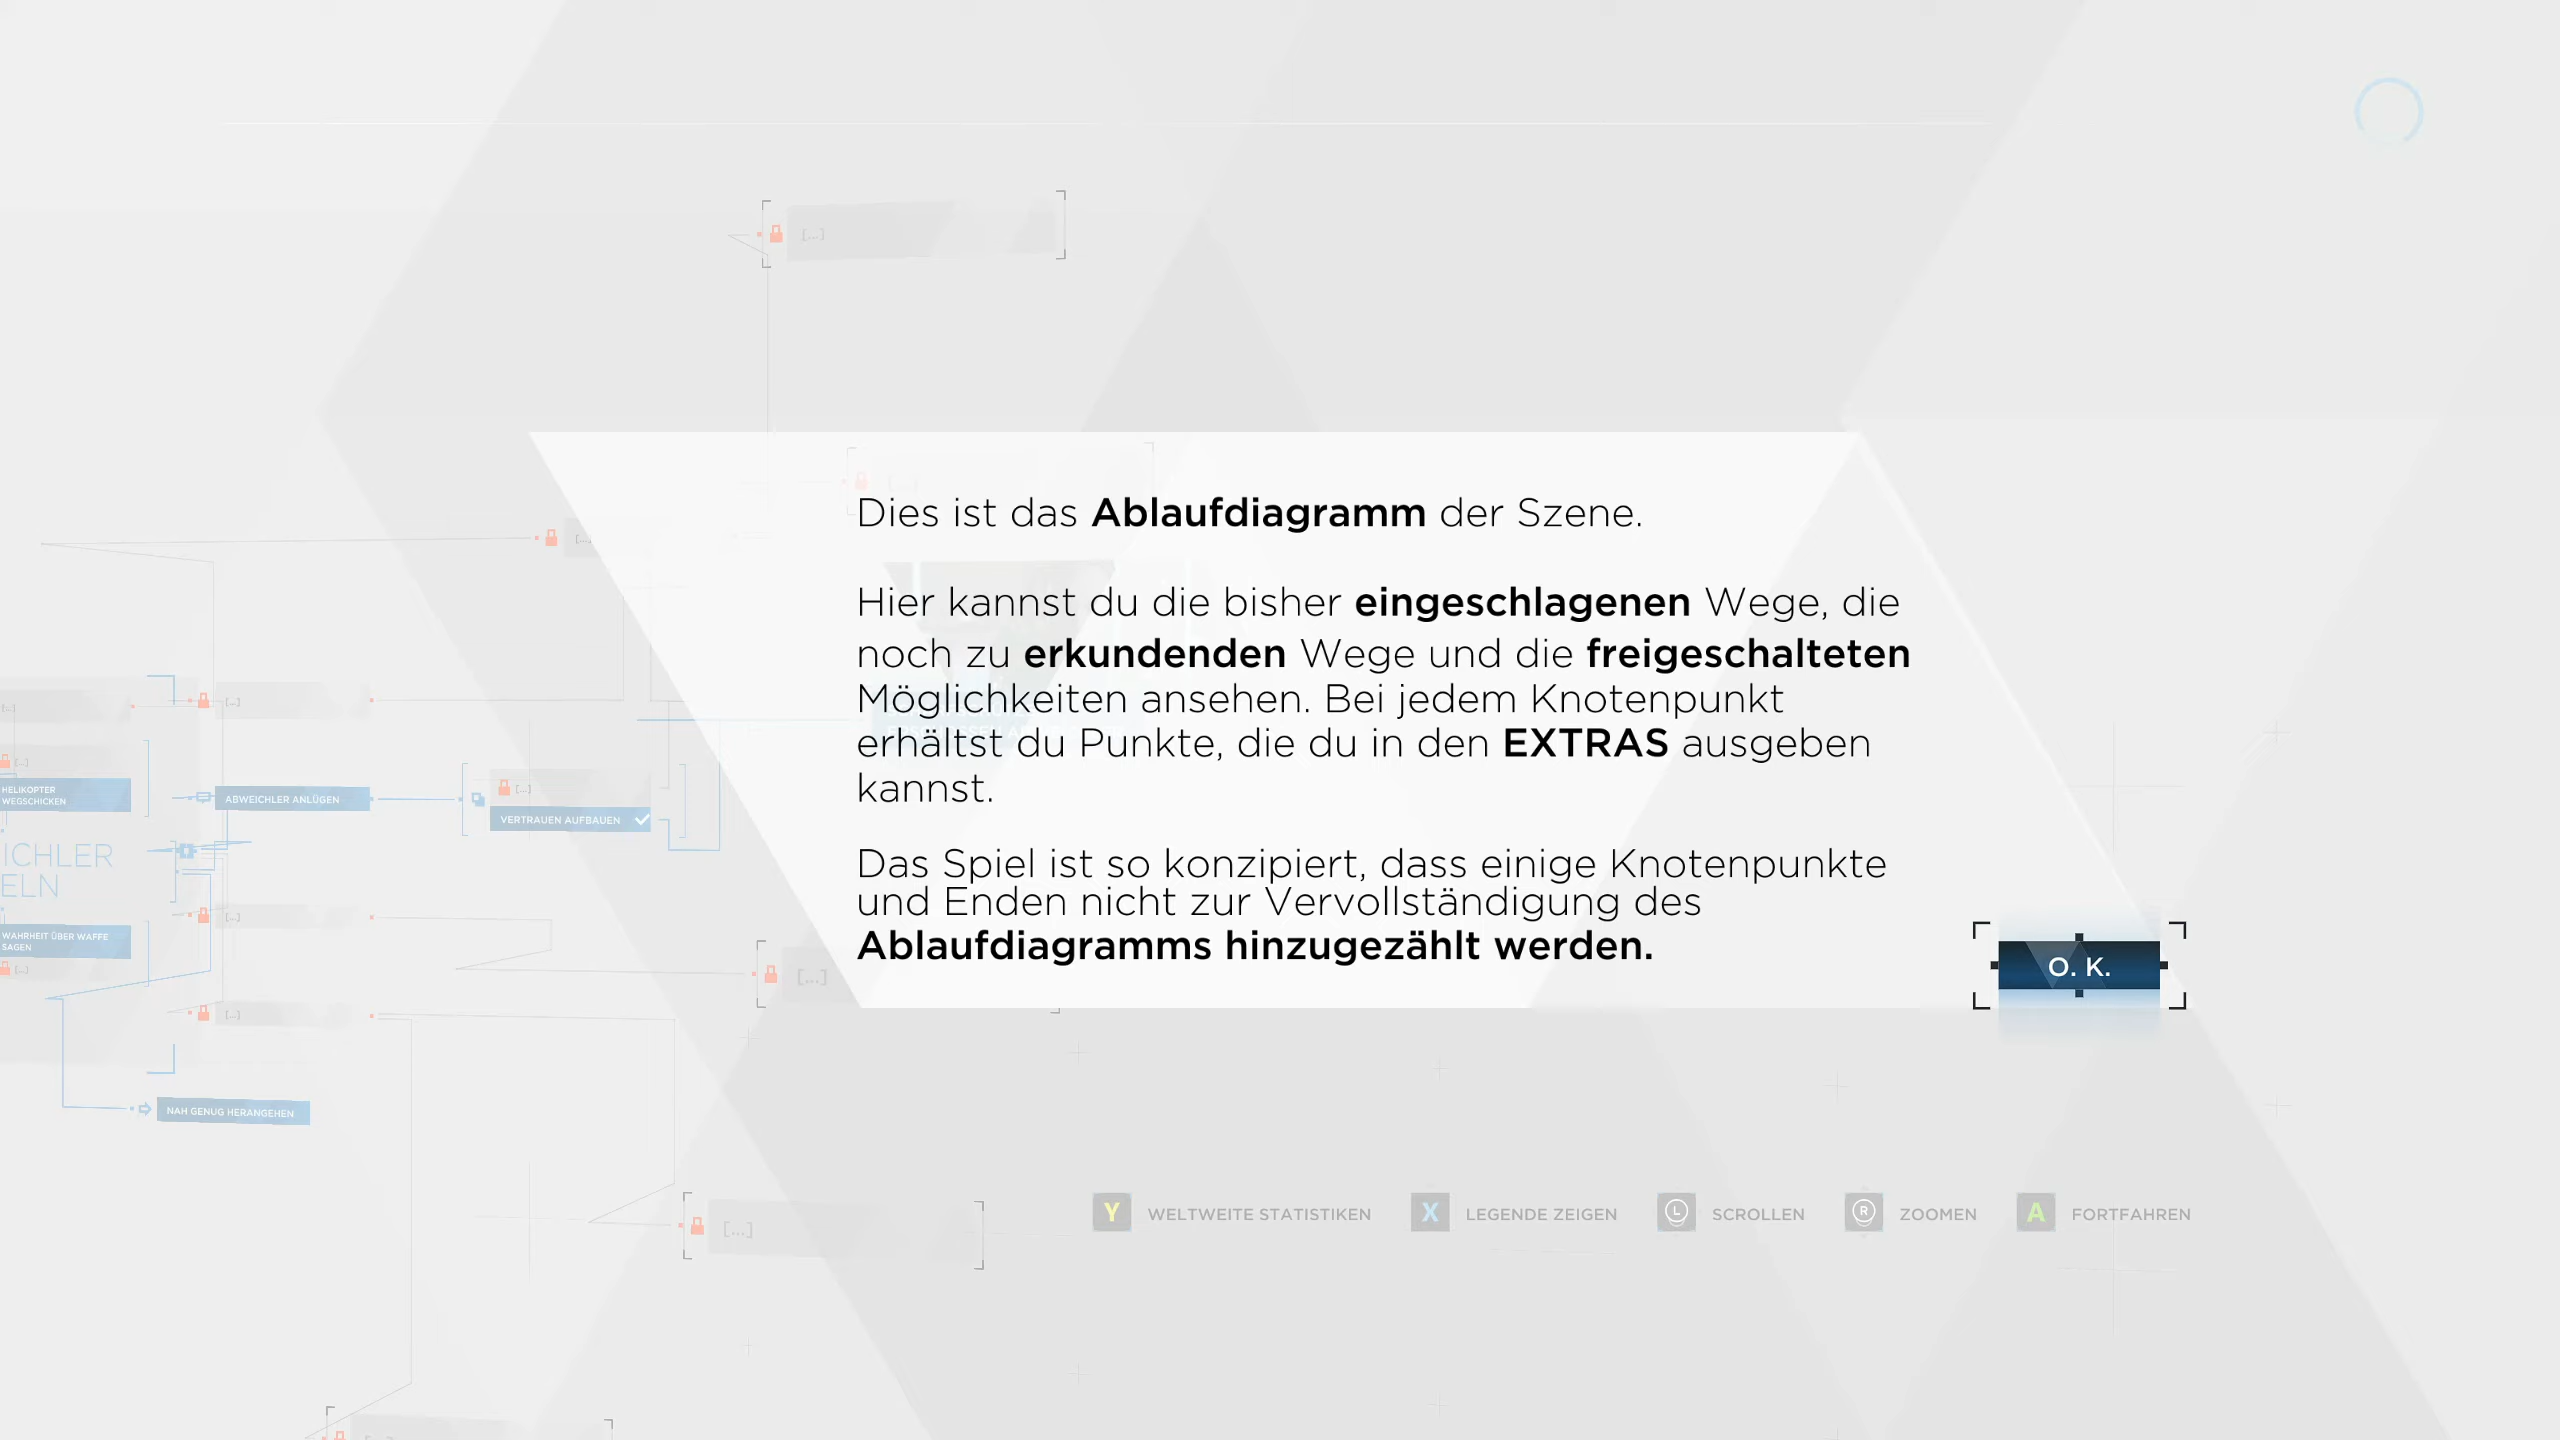 [...]
[...]
[...]
Dies ist das Ablaufdiagramm der Szene.
Hier kannst du die bisher eingeschlagenen Wege, die
noch zu erkundenden Wege und die freigeschalteten
Möglichkeiten ansehen. Bei jedem Knotenpunkt
erhältst du Punkte, die du in den EXTRAS ausgeben
kannst.
Das Spiel ist so konzipiert, dass einige Knotenpunkte
und Enden nicht zur Vervollständigung des
Ablaufdiagramms hinzugezählt werden.
O. K.
[...]
[...]
[...]
[...]
HELIKOPTER
WEGSCHICKEN
ABWEICHLER ANLÜGEN
VERTRAUEN AUFBAUEN
ICHLER
ELN
[...]
WAHRHEIT ÜBER WAFFE
SAGEN
[...]
[...]
[...]
NAH GENUG HERANGEHEN
[...]
Y WELTWEITE STATISTIKEN
X LEGENDE ZEIGEN
L SCROLLEN
R ZOOMEN
A FORTFAHREN
[...]